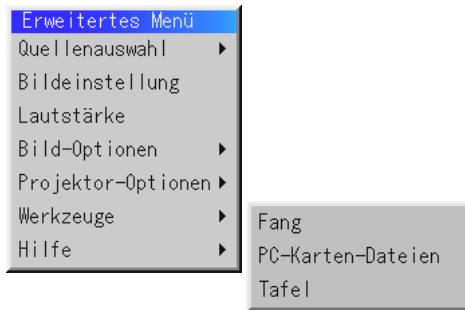 Erweitertes Menü
Quellenauswahl
Bildeinstellung
Lautstärke
Bild-Optionen
Projektor-Optionen
Werkzeuge
Hilfe
Fang
PC-Karten-Dateien
Tafel